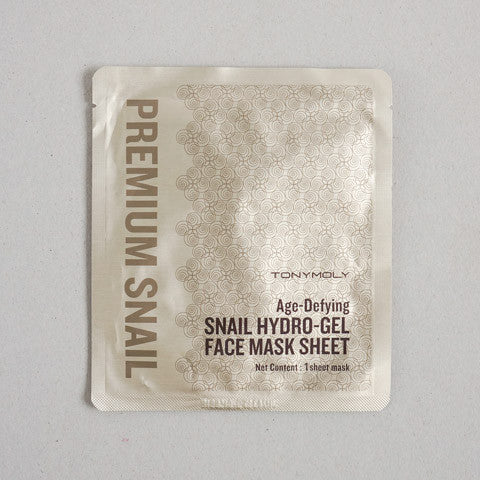 PREMIUM SNAIL
TONYMOLY
Age-Defying
SNAIL HYDRO-GEL
FACE MASK SHEET
Net Content : 1 sheet mask